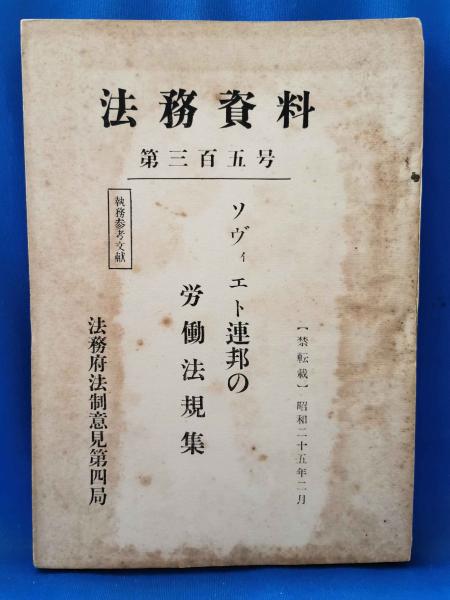 法務資料
第三百五号
【禁転載】昭和二十五年二月
ソヴィエト連邦の
労働法規集
執務参考文献
法務府法制意見第四局